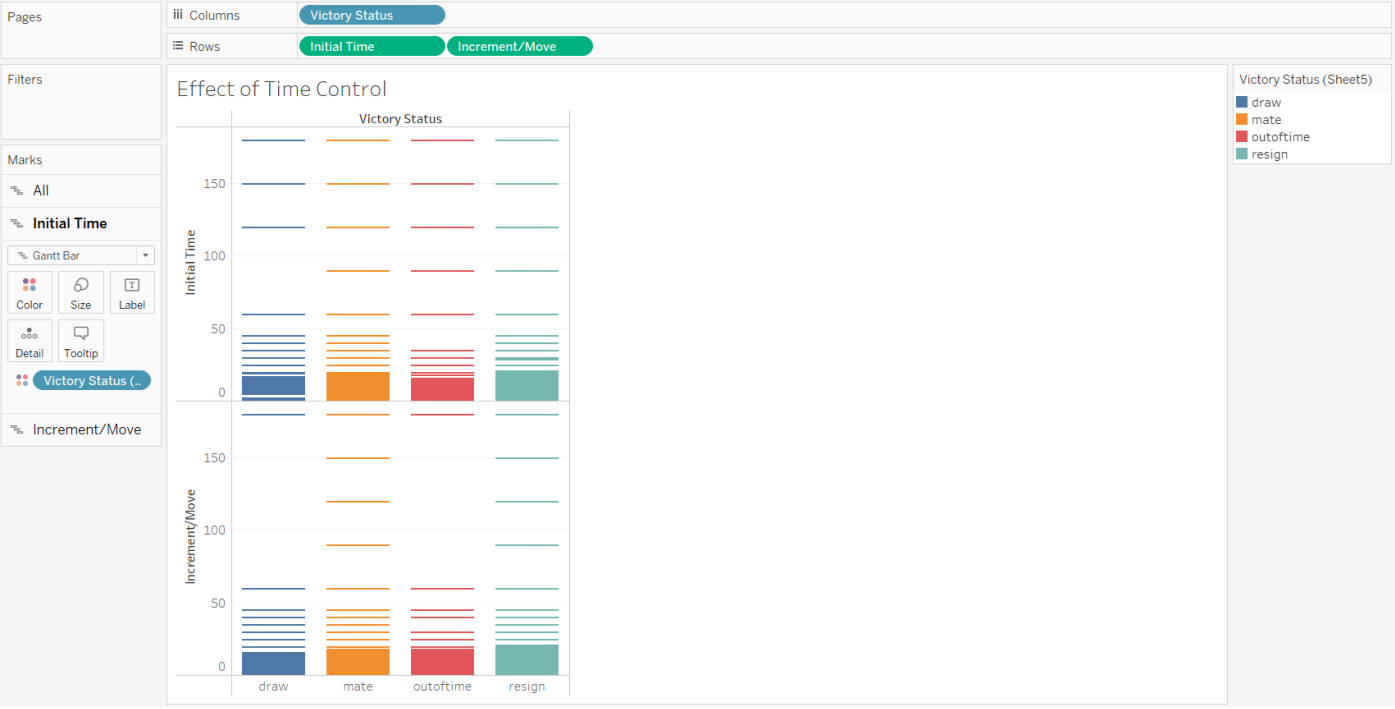 Pages
Columns
Victory Status
Rows
Initial Time
Increment/Move
Filters
Marks
All
Initial Time
Gantt Bar
Color
Size
Label
Detail
Tooltip
Victory Status (..
Increment/Move
Effect of Time Control
Victory Status
150
100
50
0
Initial Time
150
100
50
0
Increment/Move
draw
mate
outoftime
resign
Victory Status (Sheet5)
draw
mate
outoftime
resign